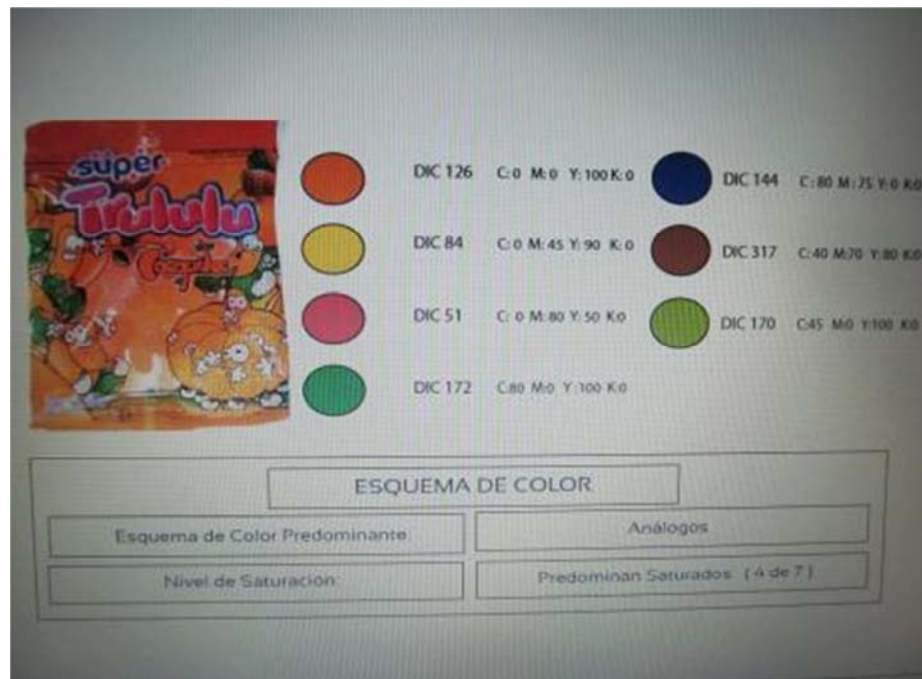 super
Trululu
DIC 126 C: 0 M: 0 Y: 100 K: 0
DIC 84 C: 0 M: 45 Y: 90 K: 0
DIC 51 C: 0 M: 80 Y: 50 K: 0
DIC 172 C:80 M:0 Y:100 K:0
DIC 144 C: 80 M: 75 Y: 0 K:0
DIC 317 C:40 M:70 Y:80 K:0
DIC 170 C:45 M:0 Y:100 K:0
ESQUEMA DE COLOR
Esquema de Color Predominante:
Análogos
Nivel de Saturación:
Predominan Saturados ( 4 de 7 )